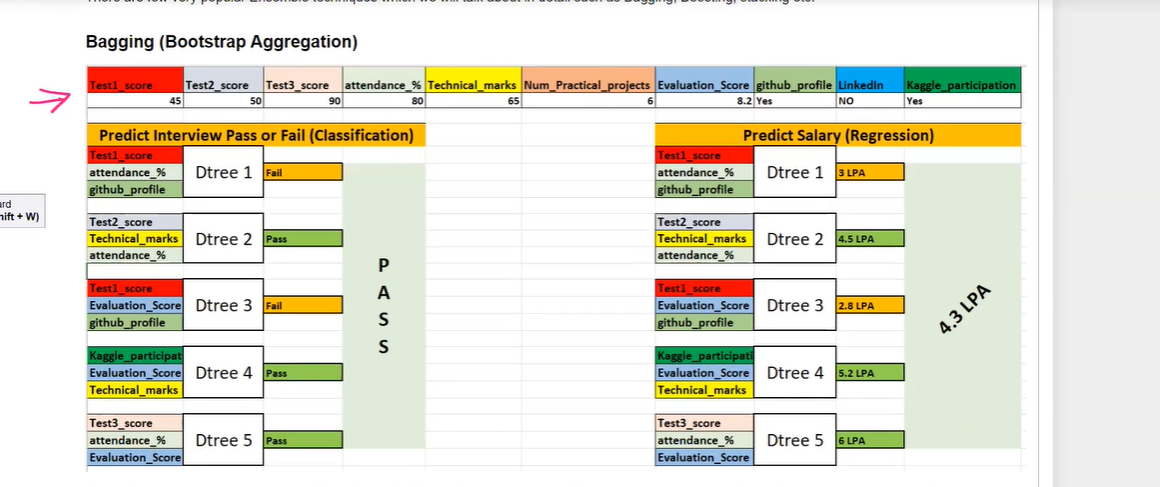 There are few very popular Ensemble techniques which we will talk about in detail such as Bagging, Boosting, stacking etc.
Bagging (Bootstrap Aggregation)
Test1_score Test2_score Test3_score attendance_% Technical_marks Num_Practical_projects Evaluation_Score github_profile LinkedIn Kaggle_participation
45 50 90 80 65 6 8.2 Yes NO Yes
Predict Interview Pass or Fail (Classification)
Test1_score
attendance_%
github_profile
Dtree 1
Fail
Test2_score
Technical_marks
attendance_%
Dtree 2
Pass
Test1_score
Evaluation_Score
github_profile
Dtree 3
Fail
Kaggle_participat
Evaluation_Score
Technical_marks
Dtree 4
Pass
Test3_score
attendance_%
Evaluation_Score
Dtree 5
Pass
P
A
S
S
Predict Salary (Regression)
Test1_score
attendance_%
github_profile
Dtree 1
3 LPA
Test2_score
Technical_marks
attendance_%
Dtree 2
4.5 LPA
Test1_score
Evaluation_Score
github_profile
Dtree 3
2.8 LPA
Kaggle_participati
Evaluation_Score
Technical_marks
Dtree 4
5.2 LPA
Test3_score
attendance_%
Evaluation_Score
Dtree 5
6 LPA
4.3 LPA
ard
hift + W)